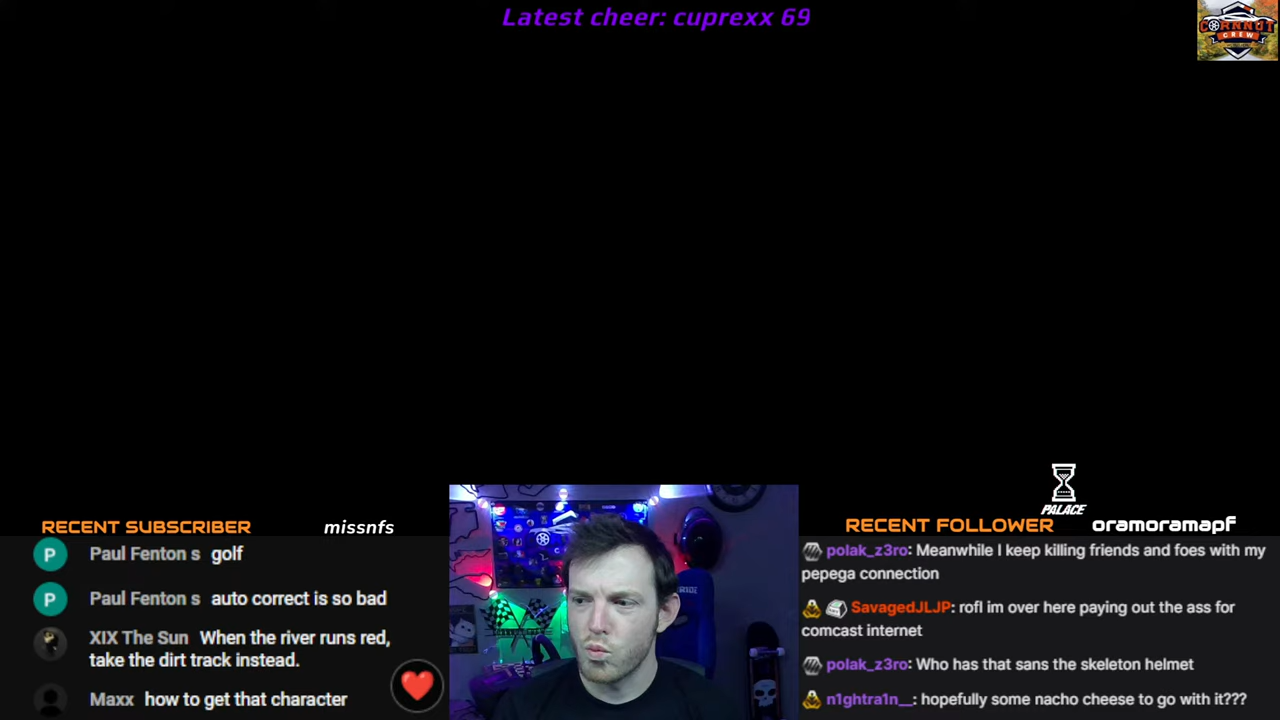 Latest cheer: cuprexx 69
CORNNUT
CREW
PALACE
RECENT SUBSCRIBER missnfs
RECENT FOLLOWER oramoramapf
Paul Fenton s golf
Paul Fenton s auto correct is so bad
XIX The Sun When the river runs red,
take the dirt track instead.
Maxx how to get that character
polak_z3ro: Meanwhile I keep killing friends and foes with my
pepega connection
SavagedJLJP: rofl im over here paying out the ass for
comcast internet
polak_z3ro: Who has that sans the skeleton helmet
n1ghtra1n__: hopefully some nacho cheese to go with it???